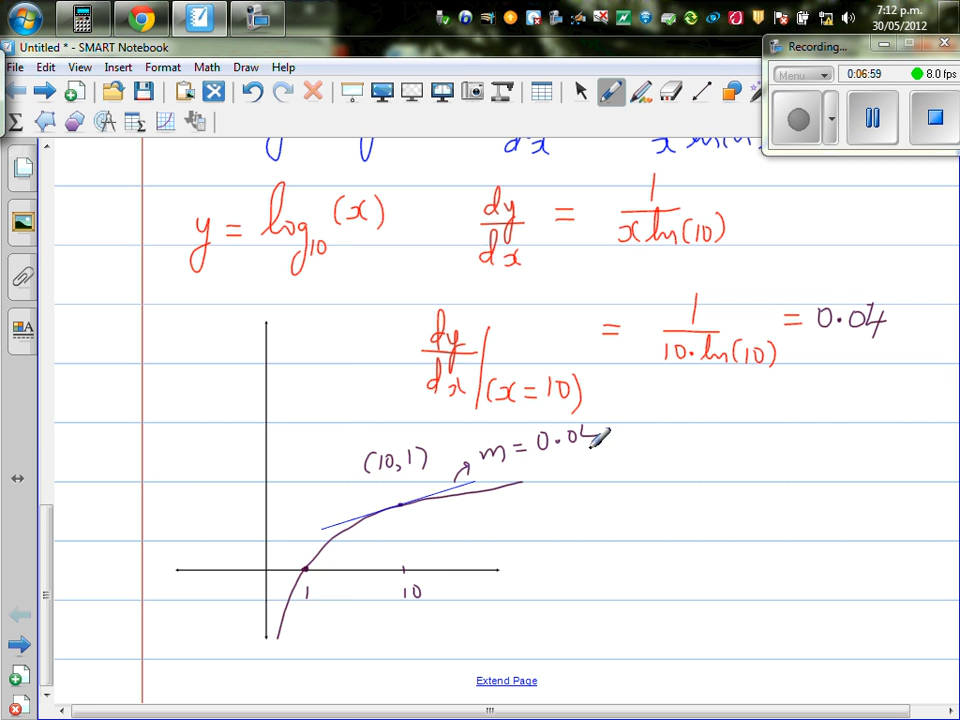 7:12 p.m.
30/05/2012
Untitled * - SMART Notebook
Recording...
File Edit View Insert Format Math Draw Help
Menu
0:06:59
8.0 fps
y = log10 (x) dy/dx = 1/(x ln(10))
dy/dx |(x = 10) = 1/(10.ln(10)) = 0.04
(10,1) m = 0.04
1 10
Extend Page